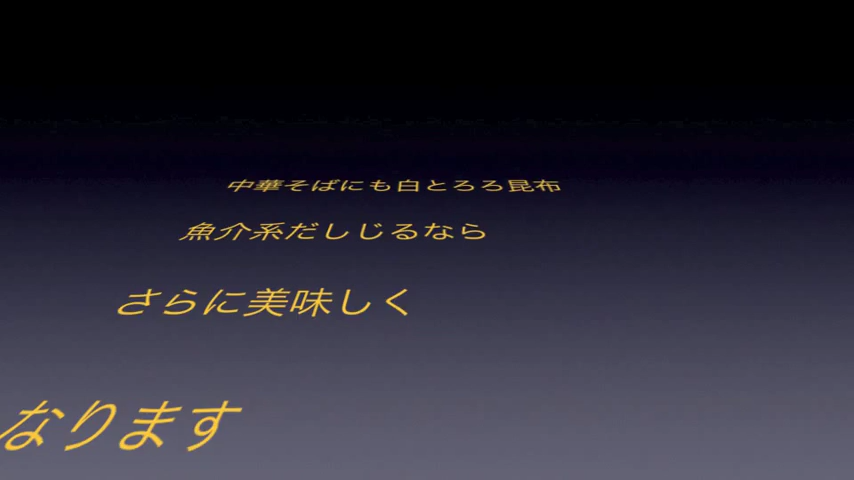 中華そばにも白とろろ昆布
魚介系だしじるなら
さらに美味しく
なります